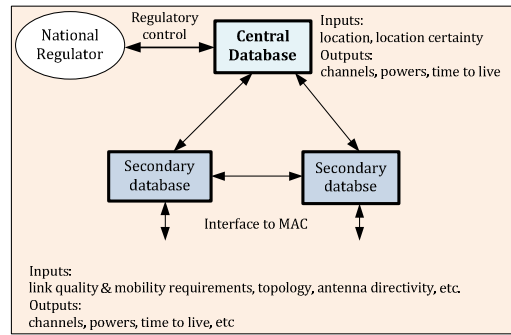 National
Regulator
Regulatory
control
Central
Database
Inputs:
location, location certainty
Outputs:
channels, powers, time to live
Secondary
database
Secondary
databse
Interface to MAC
Inputs:
link quality & mobility requirements, topology, antenna directivity, etc.
Outputs:
channels, powers, time to live, etc